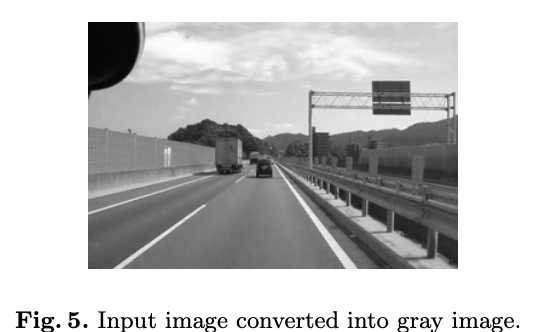 Fig. 5. Input image converted into gray image.